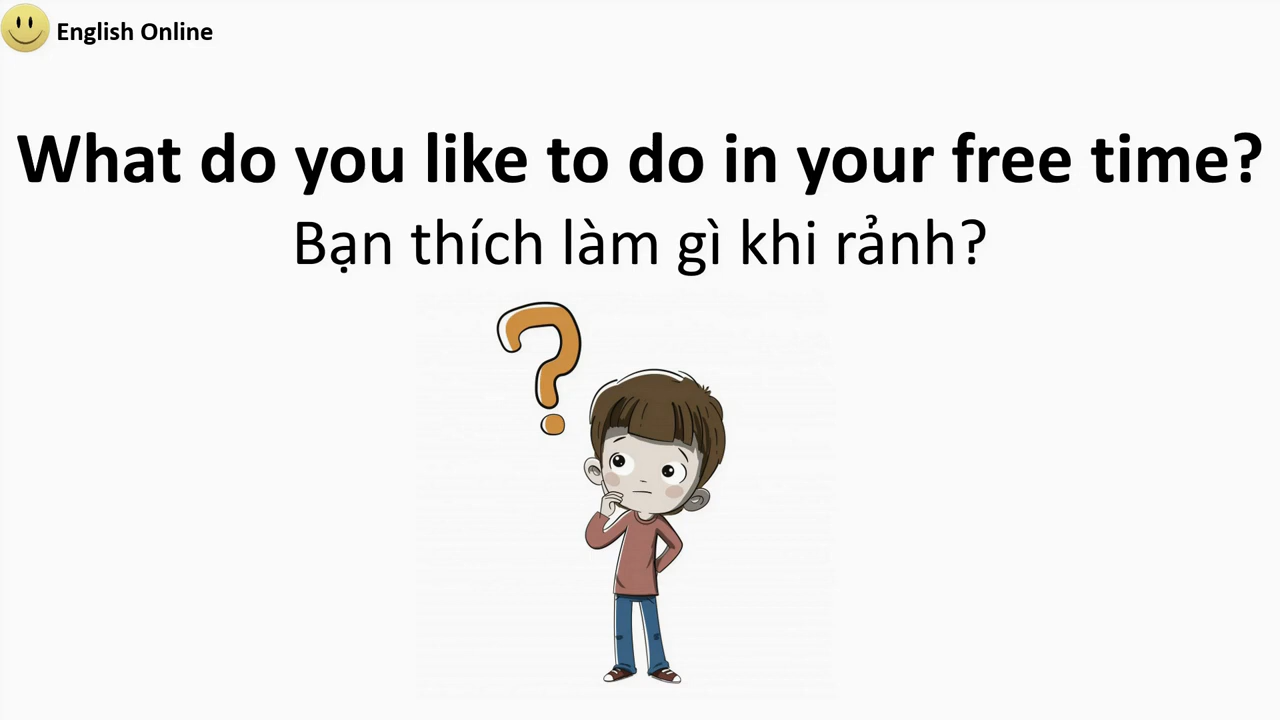 English Online
What do you like to do in your free time?
Bạn thích làm gì khi rảnh?
?